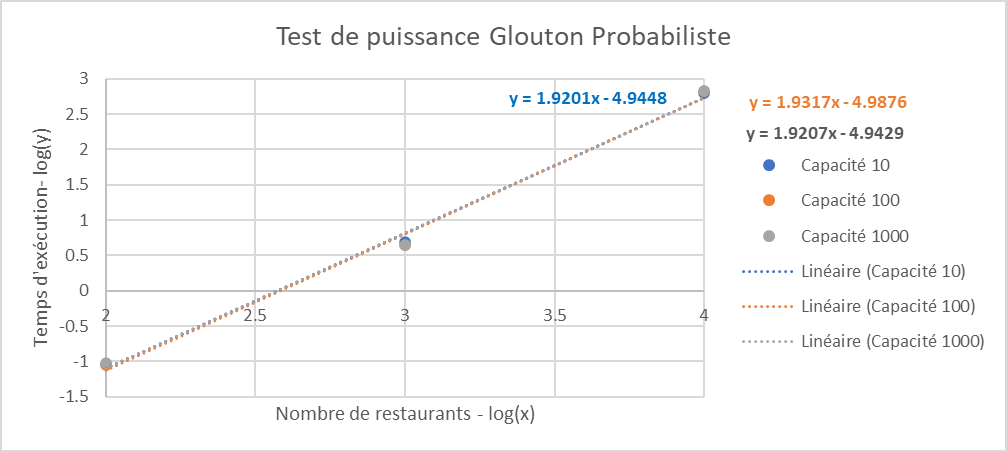 Test de puissance Glouton Probabiliste
3
2.5
2
1.5
1
0.5
0
-0.5
-1
-1.5
2
2.5
3
3.5
4
Temps d'exécution- log(y)
Nombre de restaurants - log(x)
y = 1.9201x - 4.9448
y = 1.9317x - 4.9876
y = 1.9207x - 4.9429
Capacité 10
Capacité 100
Capacité 1000
Linéaire (Capacité 10)
Linéaire (Capacité 100)
Linéaire (Capacité 1000)